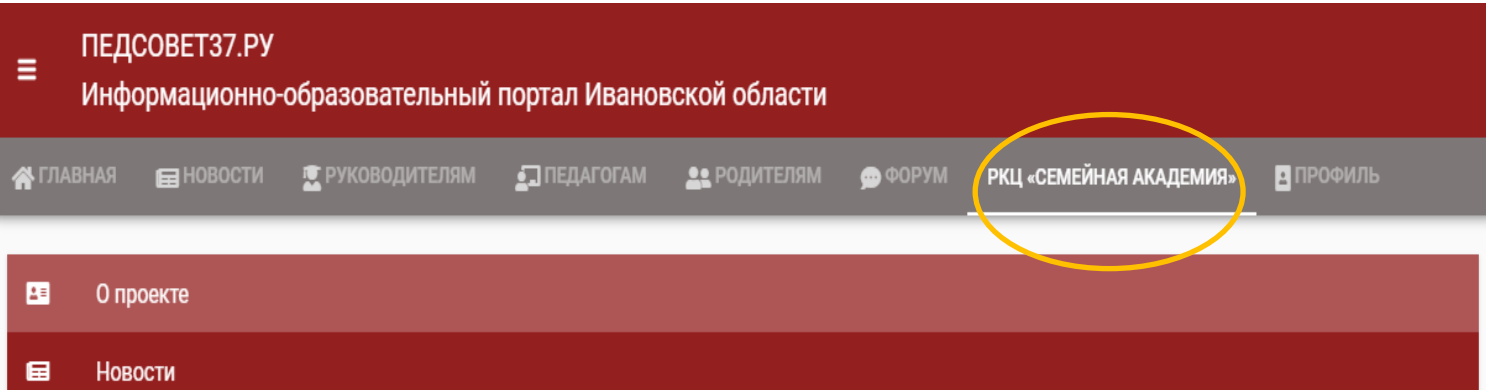 ПЕДСОВЕТ37.РУ
Информационно-образовательный портал Ивановской области
ГЛАВНАЯ НОВОСТИ РУКОВОДИТЕЛЯМ ПЕДАГОГАМ РОДИТЕЛЯМ ФОРУМ РКЦ «СЕМЕЙНАЯ АКАДЕМИЯ» ПРОФИЛЬ
О проекте
Новости